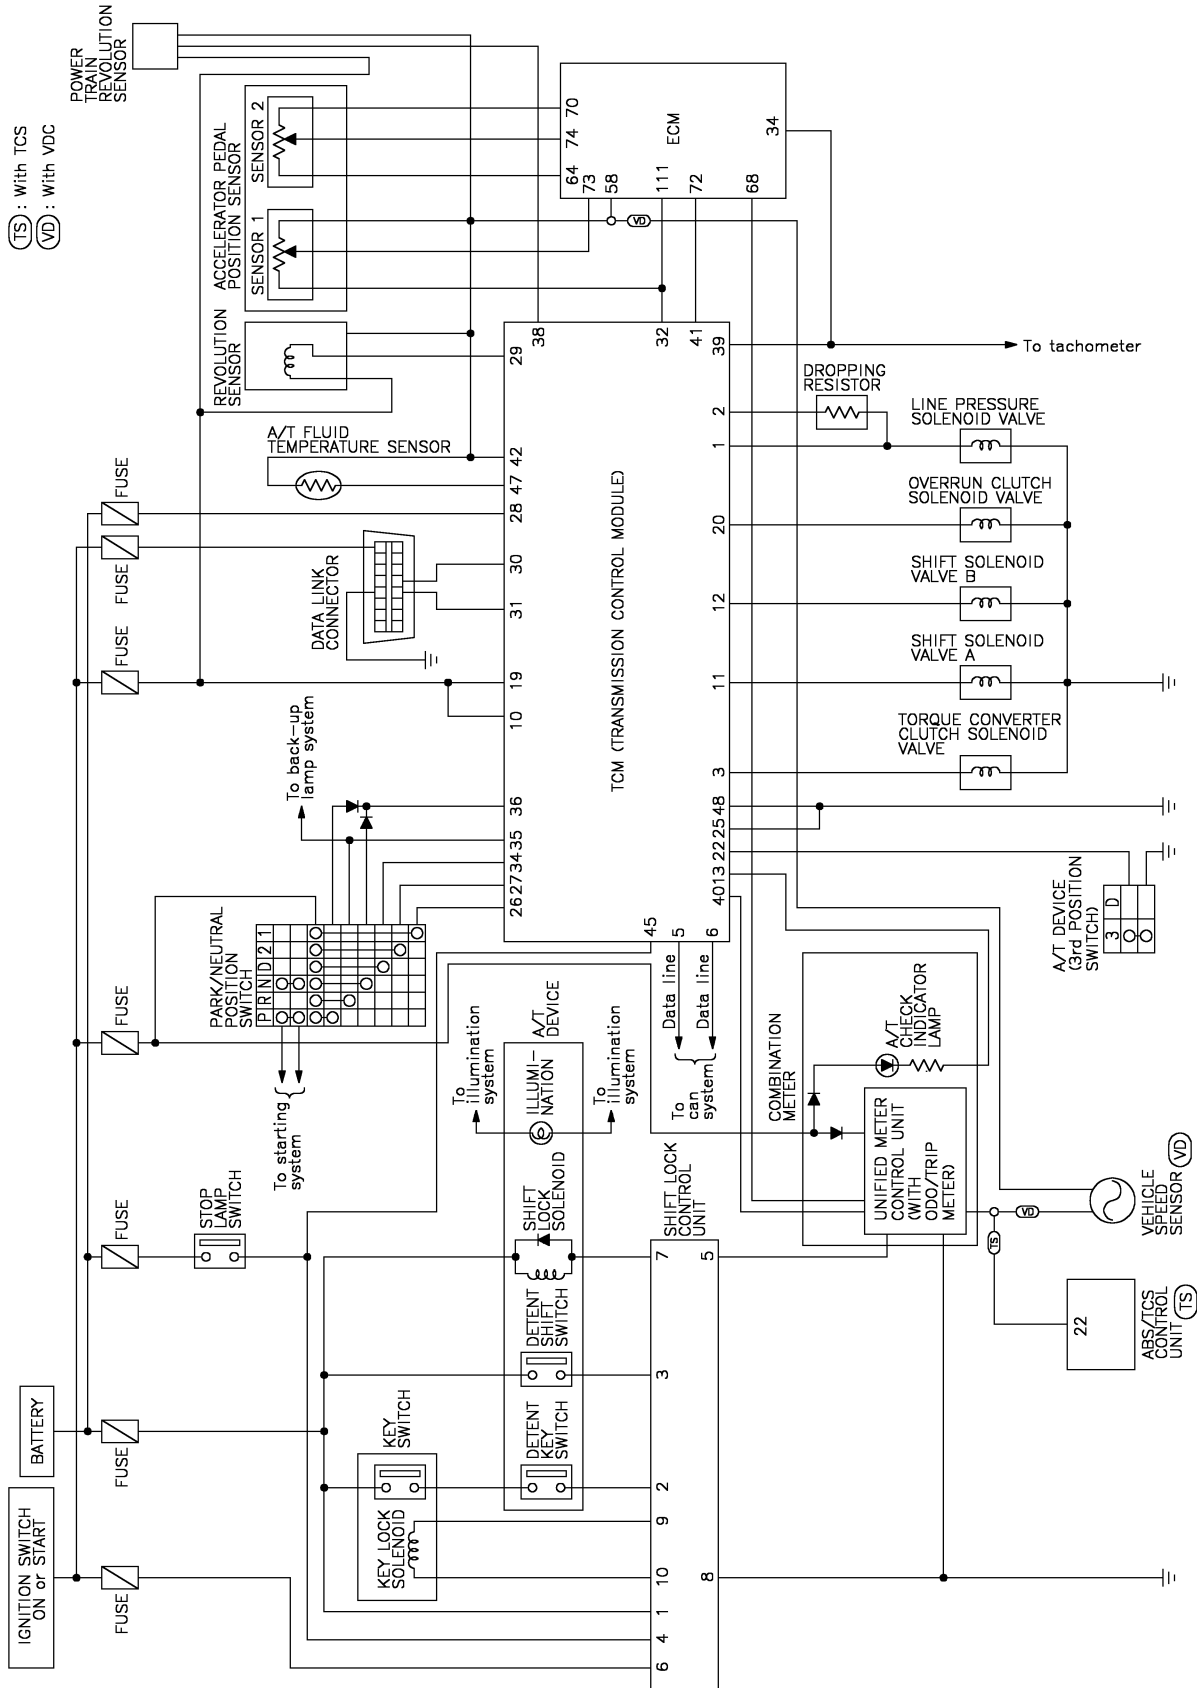 IGNITION SWITCH
ON or START
BATTERY
FUSE
FUSE
FUSE
FUSE
FUSE
FUSE
FUSE
STOP
LAMP
SWITCH
KEY
SWITCH
KEY LOCK
SOLENOID
To starting
system
PARK/NEUTRAL
POSITION
SWITCH
P R N D 2 1
To back-up
lamp system
DATA LINK
CONNECTOR
A/T FLUID
TEMPERATURE SENSOR
REVOLUTION
SENSOR
ACCELERATOR PEDAL
POSITION SENSOR
SENSOR 1
SENSOR 2
POWER
TRAIN
REVOLUTION
SENSOR
TS : With TCS
VD : With VDC
A/T
DEVICE
To
illumination
system
ILLUMI-
NATION
To
illumination
system
SHIFT
LOCK
SOLENOID
DETENT
SHIFT
SWITCH
DETENT
KEY
SWITCH
SHIFT LOCK
CONTROL
UNIT
6
4
1
10
9
2
3
7
8
5
TCM (TRANSMISSION CONTROL MODULE)
26
27
34
35
36
10
19
31
30
28
47
42
29
38
32
41
39
2
1
20
12
11
3
48
25
22
13
40
45
5
6
Data line
Data line
To
can
system
ECM
70
74
64
73
58
111
72
68
34
VD
To tachometer
DROPPING
RESISTOR
LINE PRESSURE
SOLENOID VALVE
OVERRUN CLUTCH
SOLENOID VALVE
SHIFT SOLENOID
VALVE B
SHIFT SOLENOID
VALVE A
TORQUE CONVERTER
CLUTCH SOLENOID
VALVE
A/T DEVICE
(3rd POSITION
SWITCH)
3 D
COMBINATION
METER
A/T
CHECK
INDICATOR
LAMP
UNIFIED METER
CONTROL UNIT
(WITH
ODO/TRIP
METER)
VD
TS
VEHICLE
SPEED
SENSOR VD
22
ABS/TCS
CONTROL
UNIT TS